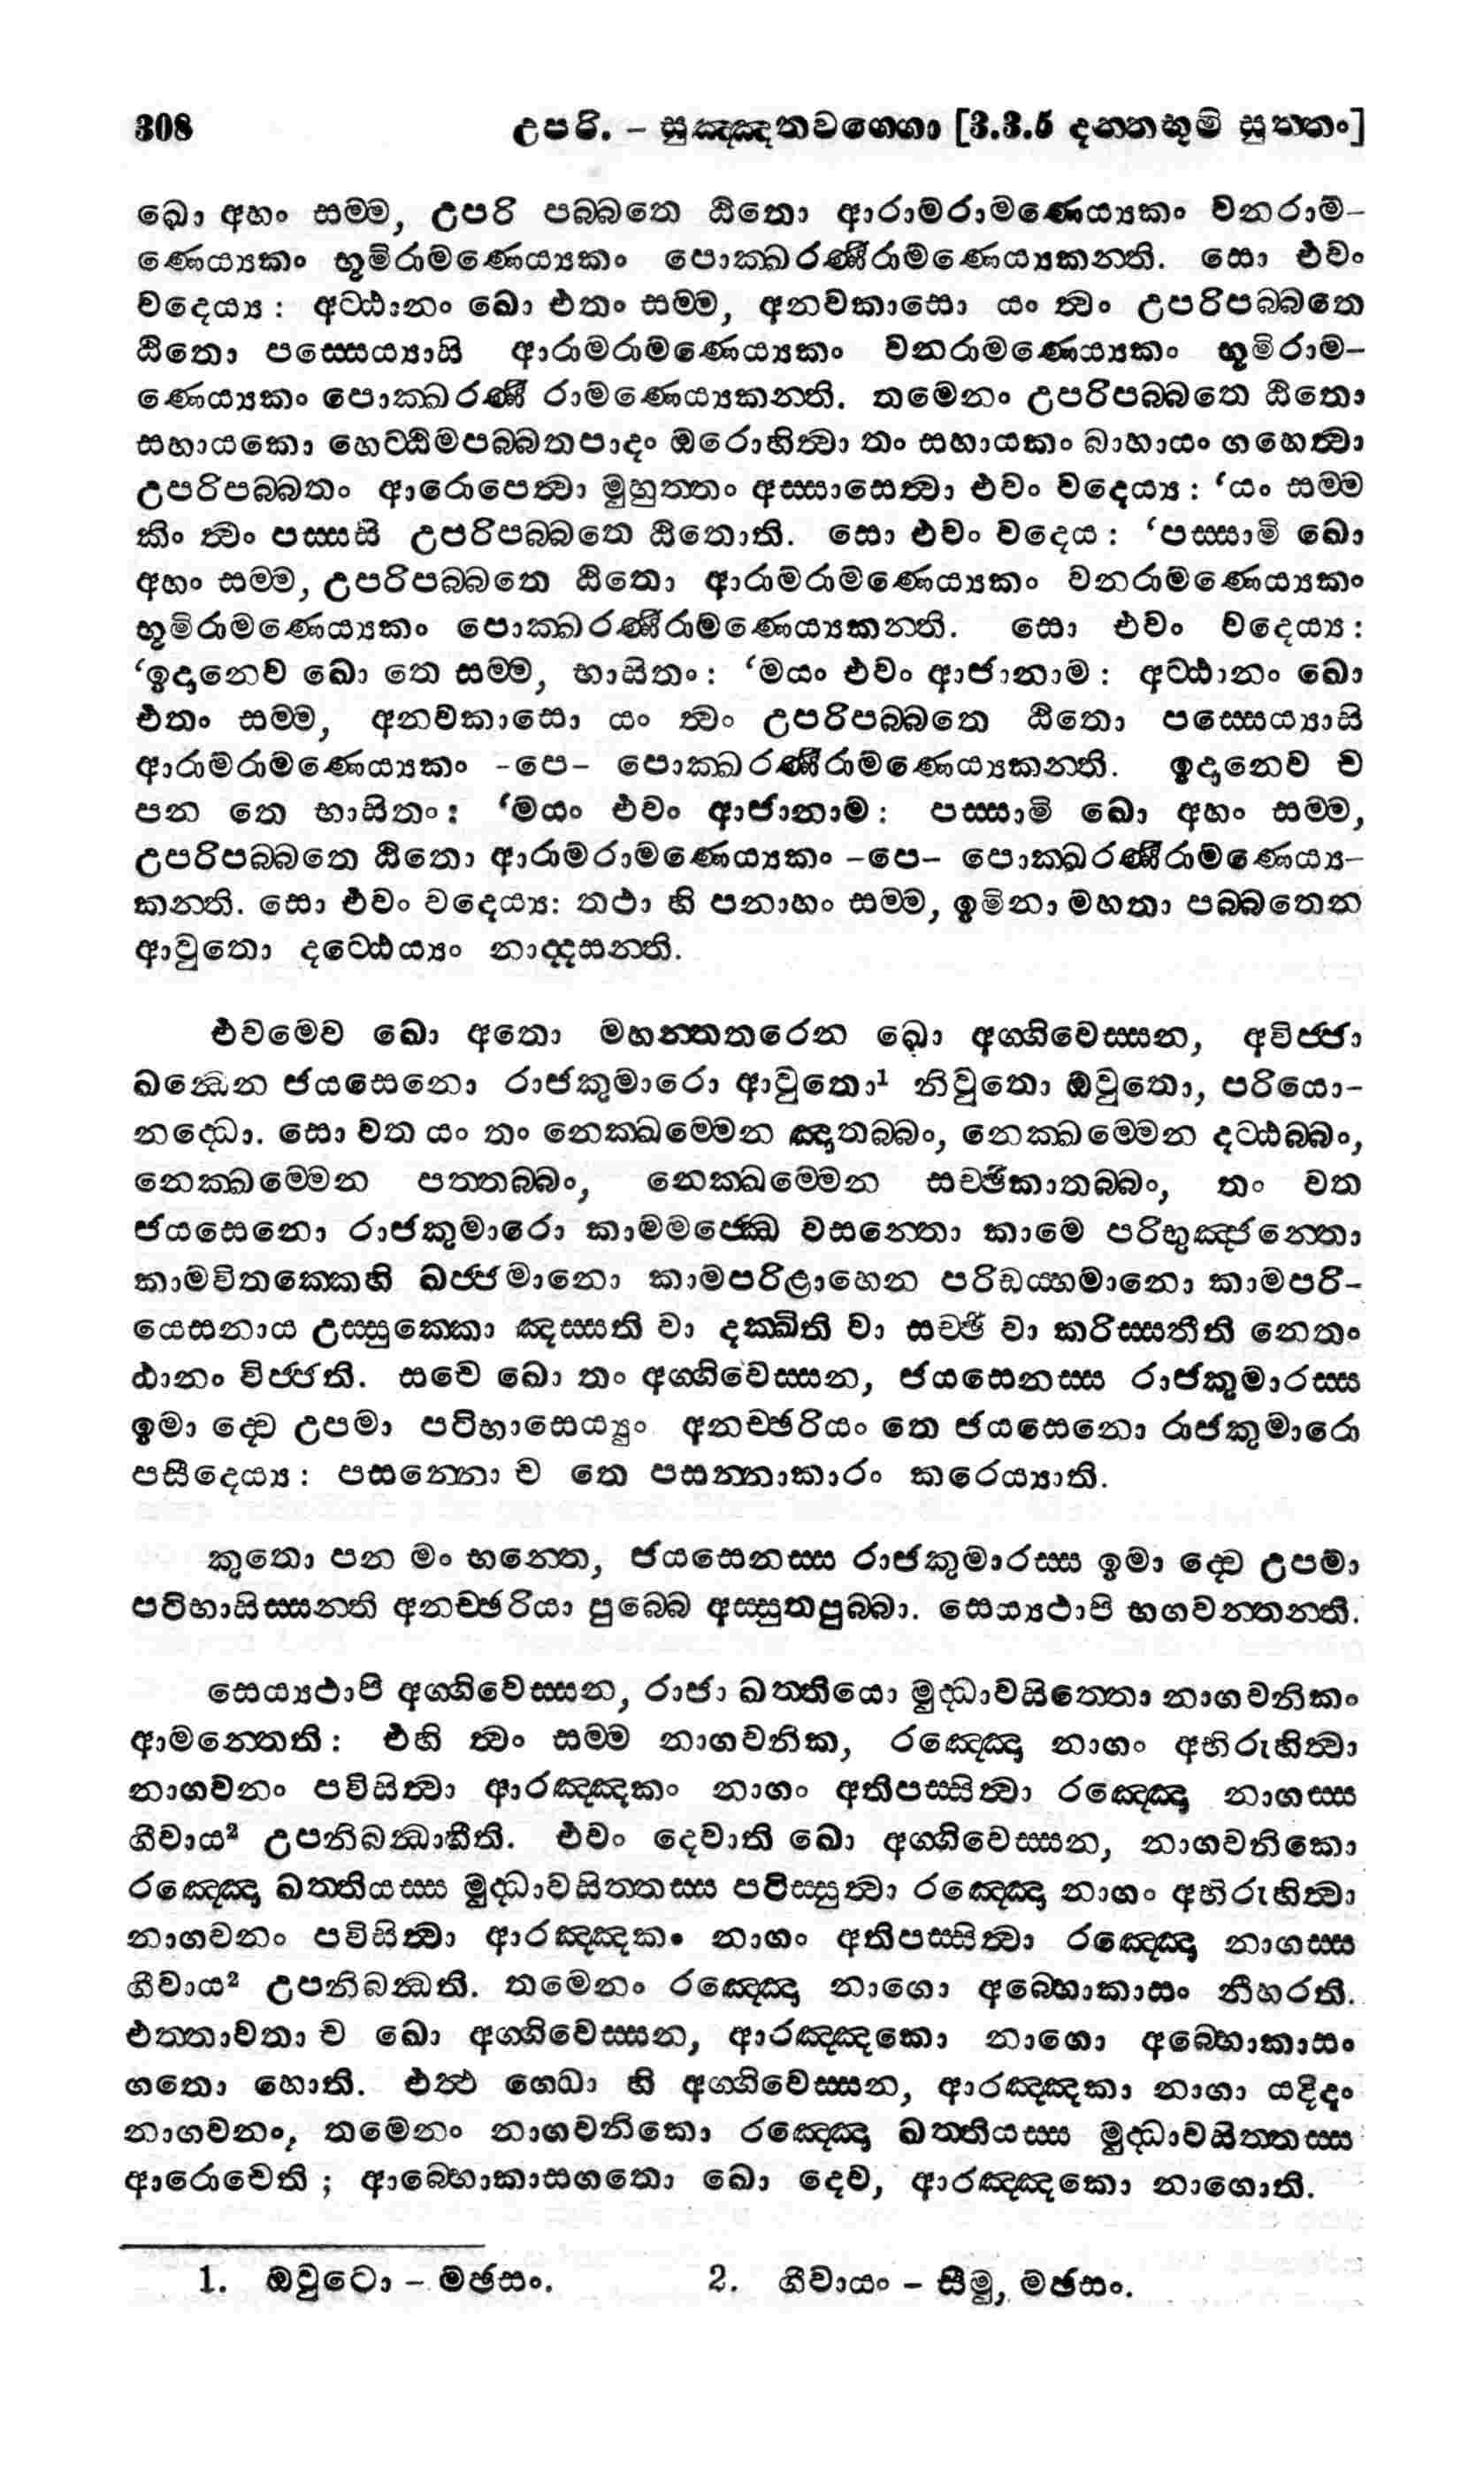 308 උපරි. – සුඤ්ඤතවග්ගො [3.3.5 දන්තභූමි සුත්තං]
ඛො අහං සම්ම, උපරි පබ්බතෙ ඨිතො ආරාමරාමණෙය්‍යකං වනරාම–
ණෙය්‍යකං භූමිරාමණෙය්‍යකං පොක්ඛරණීරාමණෙය්‍යකන්ති. සො එවං
වදෙය්‍ය : අට්ඨානං ඛො එතං සම්ම, අනවකාසො යං ත්වං උපරිපබ්බතෙ
ඨිතො පස්සෙය්‍යාසි ආරාමරාමණෙය්‍යකං වනරාමණෙය්‍යකං භූමිරාම–
ණෙය්‍යකං පොක්ඛරණී රාමණෙය්‍යකන්ති. තමෙනං උපරිපබ්බතෙ ඨිතො
සහායකො හෙට්ඨිමපබ්බතපාදං ඔරොහිත්වා තං සහායකං බාහායං ගහෙත්වා
උපරිපබ්බතං ආරොපෙත්වා මුහුත්තං අස්සාසෙත්වා එවං වදෙය්‍ය : ‘යං සම්ම
කිං ත්වං පස්සසි උපරිපබ්බතෙ ඨිතොති. සො එවං වදෙය : ‘පස්සාමි ඛො
අහං සම්ම, උපරිපබ්බතෙ ඨිතො ආරාමරාමණෙය්‍යකං වනරාමණෙය්‍යකං
භූමිරාමණෙය්‍යකං පොක්ඛරණීරාමණෙය්‍යකන්ති. සො එවං වදෙය්‍ය :
‘ඉදානෙව ඛො තෙ සම්ම, භාසිතං : ‘මයං එවං ආජානාම : අට්ඨානං ඛො
එතං සම්ම, අනවකාසො යං ත්වං උපරිපබ්බතෙ ඨිතො පස්සෙය්‍යාසි
ආරාමරාමණෙය්‍යකං -පෙ- පොක්ඛරණීරාමණෙය්‍යකන්ති. ඉදානෙව ච
පන තෙ භාසිතං : ‘මයං එවං ආජානාම : පස්සාමි ඛො අහං සම්ම,
උපරිපබ්බතෙ ඨිතො ආරාමරාමණෙය්‍යකං –පෙ– පොක්ඛරණීරාමණෙය්‍ය–
කන්ති. සො එවං වදෙය්‍ය: තථා හි පනාහං සම්ම, ඉමිනා මහතා පබ්බතෙන
ආවුතො දට්ඨෙය්‍යං නාද්දසන්ති.
එවමෙව ඛො අතො මහන්තතරෙන ඛො අග්ගිවෙස්සන, අවිජ්ජා
ඛන්ධෙන ජයසෙනො රාජකුමාරො ආවුතො¹ නිවුතො ඔවුතො, පරියො–
නද්ධො. සො වත යං තං නෙක්ඛම්මෙන ඤාතබ්බං, නෙක්ඛම්මෙන දට්ඨබ්බං,
නෙක්ඛම්මෙන පත්තබ්බං, නෙක්ඛම්මෙන සච්ඡිකාතබ්බං, තං වත
ජයසෙනො රාජකුමාරො කාමමජ්ඣෙ වසන්තො කාමෙ පරිභුඤ්ජන්තො
කාමවිතක්කෙහි ඛජ්ජමානො කාමපරිළාහෙන පරිඩය්හමානො කාමපරි–
යෙසනාය උස්සුක්කො ඤස්සති වා දක්ඛිති වා සච්ඡි වා කරිස්සතීති නෙතං
ඨානං විජ්ජති. සචෙ ඛො තං අග්ගිවෙස්සන, ජයසෙනස්ස රාජකුමාරස්ස
ඉමා ද්වෙ උපමා පටිභාසෙය්‍යුං අනච්ඡරියං තෙ ජයසෙනො රාජකුමාරො
පසීදෙය්‍ය : පසන්නො ච තෙ පසන්නාකාරං කරෙය්‍යාති.
කුතො පන මං භන්තෙ, ජයසෙනස්ස රාජකුමාරස්ස ඉමා ද්වෙ උපමා
පටිභාසිස්සන්ති අනච්ඡරියා පුබ්බෙ අස්සුතපුබ්බා. සෙය්‍යථාපි භගවන්තන්ති.
සෙය්‍යථාපි අග්ගිවෙස්සන, රාජා ඛත්තියො මුද්ධාවසිත්තො නාගවනිකං
ආමන්තෙති : එහි ත්වං සම්ම නාගවනික, රඤ්ඤො නාගං අභිරුහිත්වා
නාගවනං පවිසිත්වා ආරඤ්ඤකං නාගං අතිපස්සිත්වා රඤ්ඤො නාගස්ස
ගීවාය² උපනිබන්ධාහීති. එවං දෙවාති ඛො අග්ගිවෙස්සන, නාගවනිකො
රඤ්ඤො ඛත්තියස්ස මුද්ධාවසිත්තස්ස පටිස්සුත්වා රඤ්ඤො නාගං අභිරුහිත්වා
නාගවනං පවිසිත්වා ආරඤ්ඤකං නාගං අතිපස්සිත්වා රඤ්ඤො නාගස්ස
ගීවාය² උපනිබන්ධති. තමෙනං රඤ්ඤො නාගො අබ්භොකාසං නීහරති.
එත්තාවතා ච ඛො අග්ගිවෙස්සන, ආරඤ්ඤකො නාගො අබ්භොකාසං
ගතො හොති. එත්ථ ගෙධා හි අග්ගිවෙස්සන, ආරඤ්ඤකා නාගා යදිදං
නාගවනං, තමෙනං නාගවනිකො රඤ්ඤො ඛත්තියස්ස මුද්ධාවසිත්තස්ස
ආරොචෙති ; ආබ්භොකාසගතො ඛො දෙව, ආරඤ්ඤකො නාගොති.
1. ඔවුටො – මඡසං. 2. ගීවායං – සීමු, මඡසං.